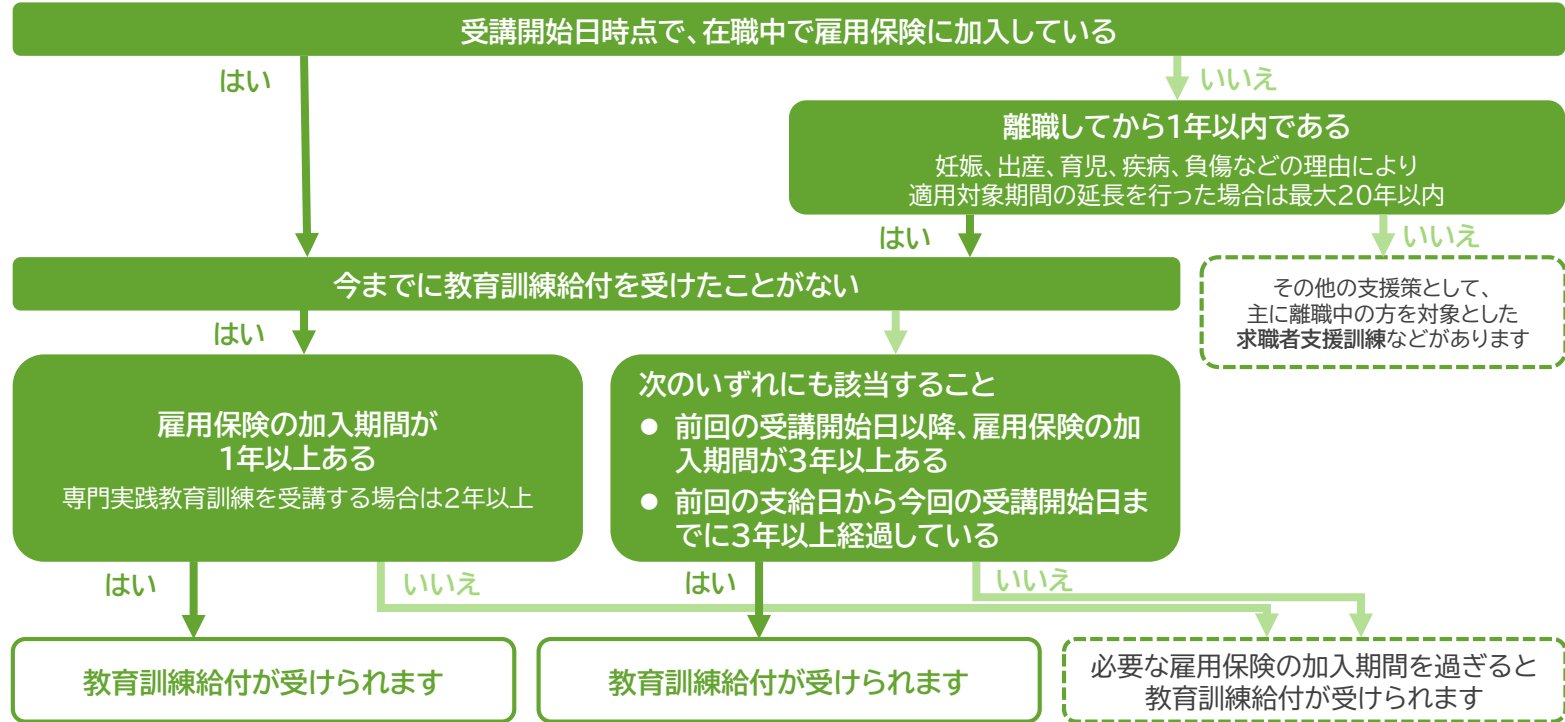 受講開始日時点で、在職中で雇用保険に加入している
はい
いいえ
離職してから1年以内である
妊娠、出産、育児、疾病、負傷などの理由により
適用対象期間の延長を行った場合は最大20年以内
はい
いいえ
今までに教育訓練給付を受けたことがない
その他の支援策として、
主に離職中の方を対象とした
求職者支援訓練などがあります
はい
雇用保険の加入期間が
1年以上ある
専門実践教育訓練を受講する場合は2年以上
次のいずれにも該当すること
● 前回の受講開始日以降、雇用保険の加
入期間が3年以上ある
● 前回の支給日から今回の受講開始日ま
でに3年以上経過している
はい
いいえ
はい
いいえ
教育訓練給付が受けられます
教育訓練給付が受けられます
必要な雇用保険の加入期間を過ぎると
教育訓練給付が受けられます